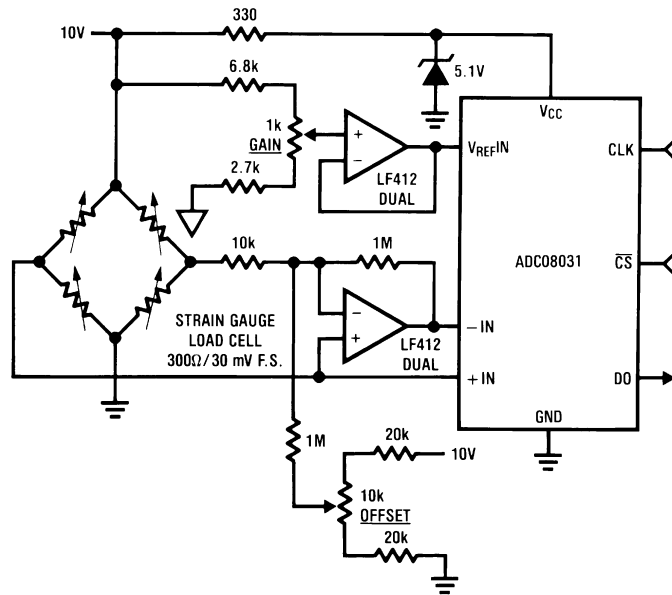 330
10V
5.1V
6.8k
VCC
1k
GAIN
+
−
VREFIN
CLK
LF412
DUAL
2.7k
10k
1M
ADC08031
CS
STRAIN GAUGE
LOAD CELL
300Ω/30 mV F.S.
−
+
LF412
DUAL
−IN
+IN
DO
GND
1M
20k
10V
10k
OFFSET
20k